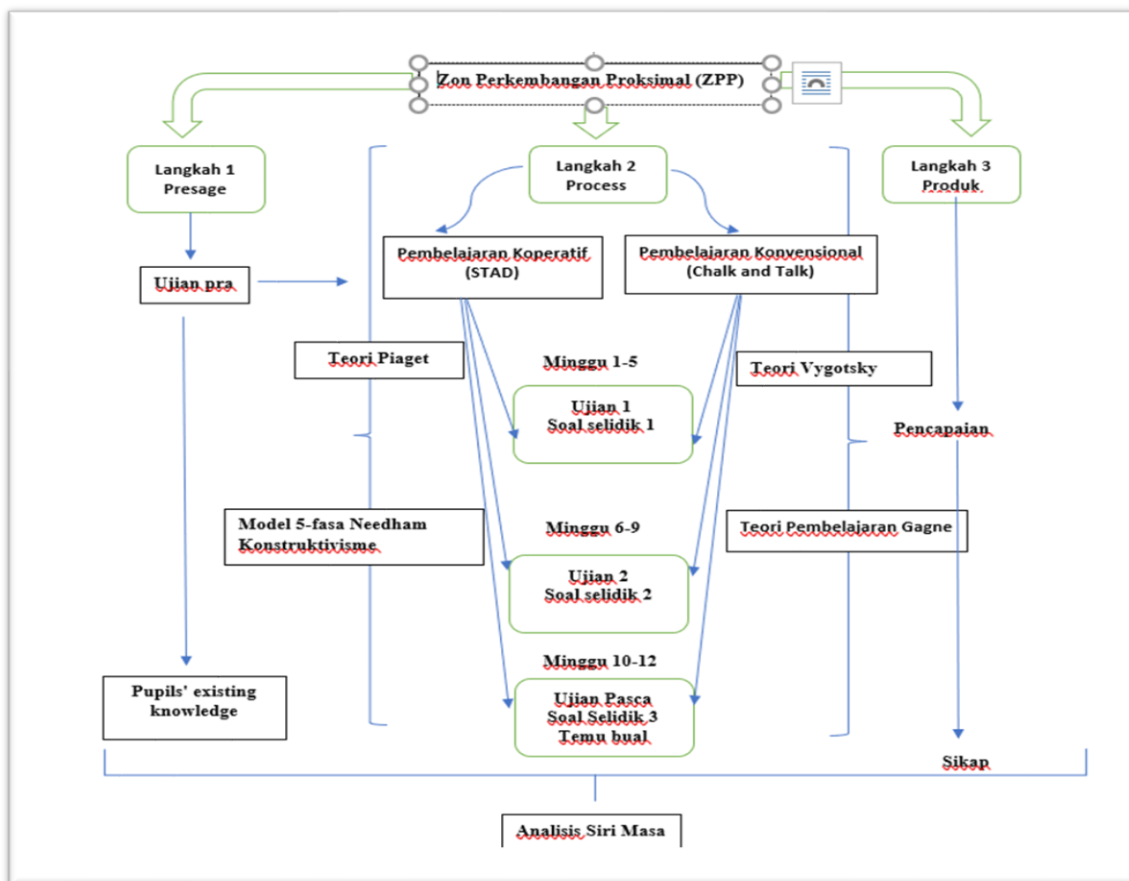 Zon Perkembangan Proksimal (ZPP)
Langkah 1
Presage
Langkah 2
Process
Langkah 3
Produk
Pembelajaran Koperatif
(STAD)
Pembelajaran Konvensional
(Chalk and Talk)
Ujian pra
Teori Piaget
Minggu 1-5
Teori Vygotsky
Ujian 1
Soal selidik 1
Pencapaian
Model 5-fasa Needham
Konstruktivisme
Minggu 6-9
Teori Pembelajaran Gagne
Ujian 2
Soal selidik 2
Minggu 10-12
Pupils' existing
knowledge
Ujian Pasca
Soal Selidik 3
Temu bual
Sikap
Analisis Siri Masa